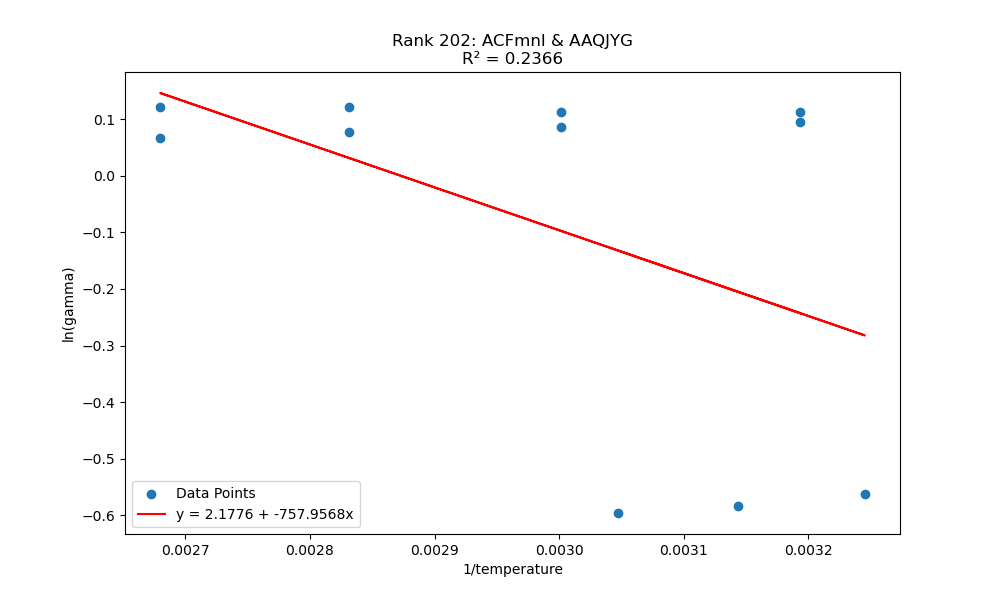 Rank 202: ACFmnI & AAQJYG
R² = 0.2366
ln(gamma)
0.1
0.0
−0.1
−0.2
−0.3
−0.4
−0.5
−0.6
Data Points
y = 2.1776 + -757.9568x
0.0027
0.0028
0.0029
0.0030
0.0031
0.0032
1/temperature